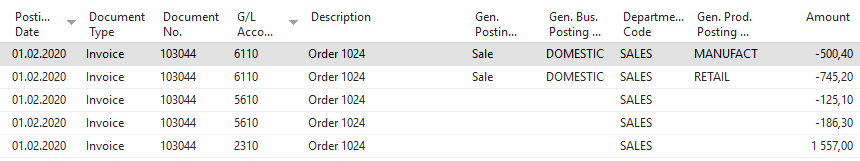 Posti... Document Document G/L Description Gen. Gen. Bus. Departme... Gen. Prod. Amount
Date Type No. Acco... Postin... Posting ... Code Posting ...
01.02.2020 Invoice 103044 6110 Order 1024 Sale DOMESTIC SALES MANUFACT -500,40
01.02.2020 Invoice 103044 6110 Order 1024 Sale DOMESTIC SALES RETAIL -745,20
01.02.2020 Invoice 103044 5610 Order 1024 SALES -125,10
01.02.2020 Invoice 103044 5610 Order 1024 SALES -186,30
01.02.2020 Invoice 103044 2310 Order 1024 SALES 1 557,00